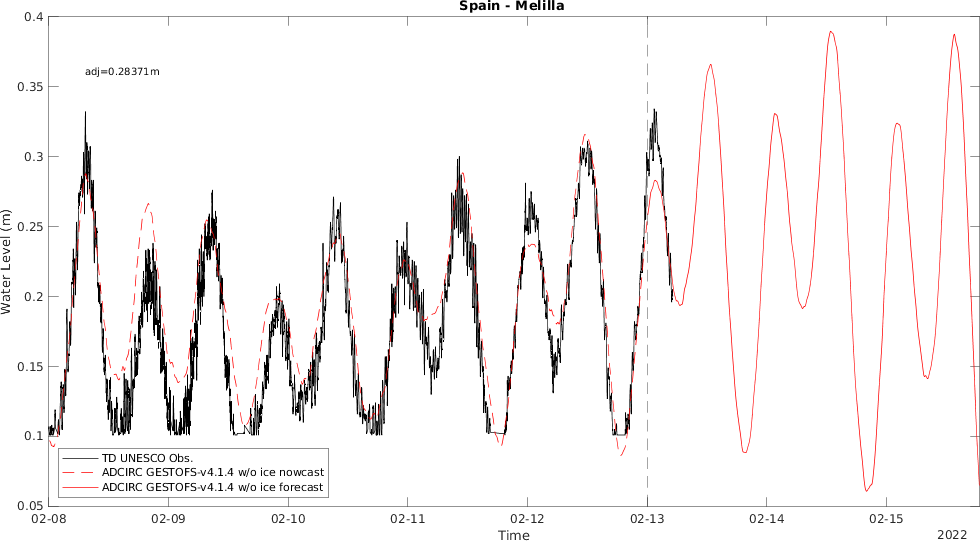 Spain - Melilla
0.4
0.35
0.3
0.25
0.2
0.15
0.1
0.05
Water Level (m)
adj=0.28371m
TD UNESCO Obs.
ADCIRC GESTOFS-v4.1.4 w/o ice nowcast
ADCIRC GESTOFS-v4.1.4 w/o ice forecast
02-08 02-09 02-10 02-11 02-12 02-13 02-14 02-15
Time
2022